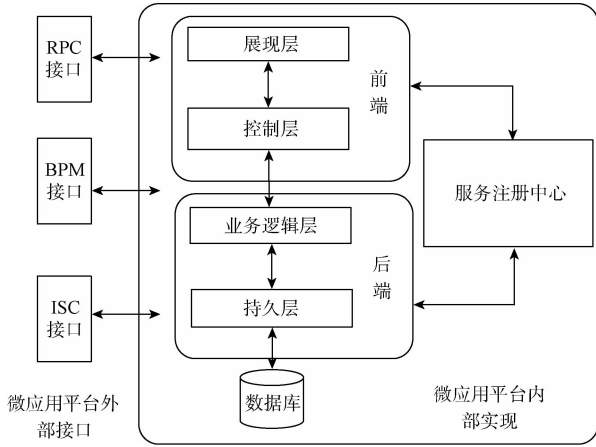 RPC
接口
BPM
接口
ISC
接口
微应用平台外
部接口
展现层
控制层
前
端
业务逻辑层
持久层
后
端
数据库
服务注册中心
微应用平台内
部实现